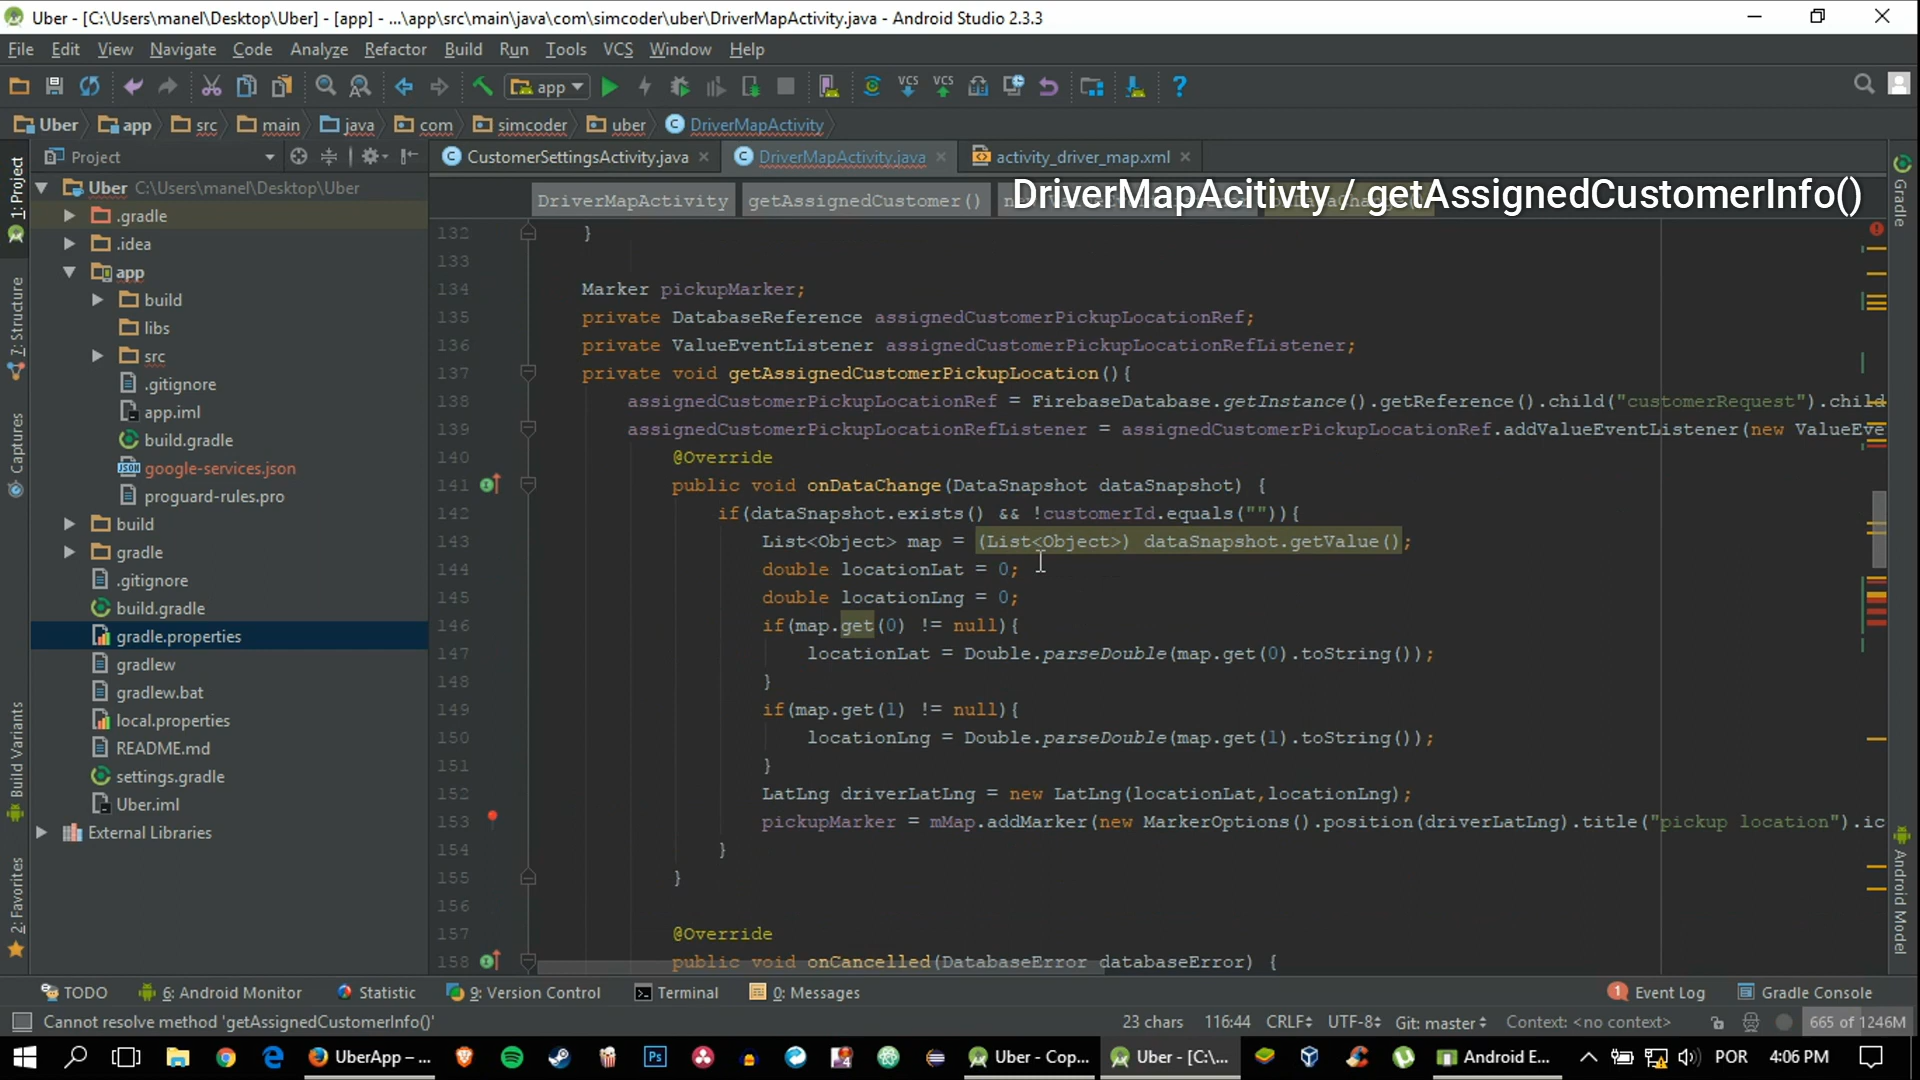 Uber - [C:\Users\manel\Desktop\Uber] - [app] - ...\app\src\main\java\com\simcoder\uber\DriverMapActivity.java - Android Studio 2.3.3
File Edit View Navigate Code Analyze Refactor Build Run Tools VCS Window Help
app
Uber app src main java com simcoder uber DriverMapActivity
Project
CustomerSettingsActivity.java DriverMapActivity.java activity_driver_map.xml
DriverMapActivity getAssignedCustomer()
DriverMapAcitivty / getAssignedCustomerInfo()
1: Project
7: Structure
Captures
Build Variants
2: Favorites
Gradle
Android Model
Uber C:\Users\manel\Desktop\Uber
.gradle
.idea
app
build
libs
src
.gitignore
app.iml
build.gradle
google-services.json
proguard-rules.pro
build
gradle
.gitignore
build.gradle
gradle.properties
gradlew
gradlew.bat
local.properties
README.md
settings.gradle
Uber.iml
External Libraries
132 }
133
134 Marker pickupMarker;
135 private DatabaseReference assignedCustomerPickupLocationRef;
136 private ValueEventListener assignedCustomerPickupLocationRefListener;
137 private void getAssignedCustomerPickupLocation(){
138 assignedCustomerPickupLocationRef = FirebaseDatabase.getInstance().getReference().child("customerRequest").child
139 assignedCustomerPickupLocationRefListener = assignedCustomerPickupLocationRef.addValueEventListener(new ValueEve
140 @Override
141 public void onDataChange(DataSnapshot dataSnapshot) {
142 if(dataSnapshot.exists() && !customerId.equals("")){
143 List<Object> map = (List<Object>) dataSnapshot.getValue();
144 double locationLat = 0;
145 double locationLng = 0;
146 if(map.get(0) != null){
147 locationLat = Double.parseDouble(map.get(0).toString());
148 }
149 if(map.get(1) != null){
150 locationLng = Double.parseDouble(map.get(1).toString());
151 }
152 LatLng driverLatLng = new LatLng(locationLat,locationLng);
153 pickupMarker = mMap.addMarker(new MarkerOptions().position(driverLatLng).title("pickup location").ic
154 }
155 }
156
157 @Override
158 public void onCancelled(DatabaseError databaseError) {
TODO 6: Android Monitor Statistic 9: Version Control Terminal 0: Messages 1 Event Log Gradle Console
Cannot resolve method 'getAssignedCustomerInfo()' 23 chars 116:44 CRLF UTF-8 Git: master Context: <no context> 665 of 1246M
UberApp – ... Uber - Cop... Uber - [C:\... Android E... POR 4:06 PM